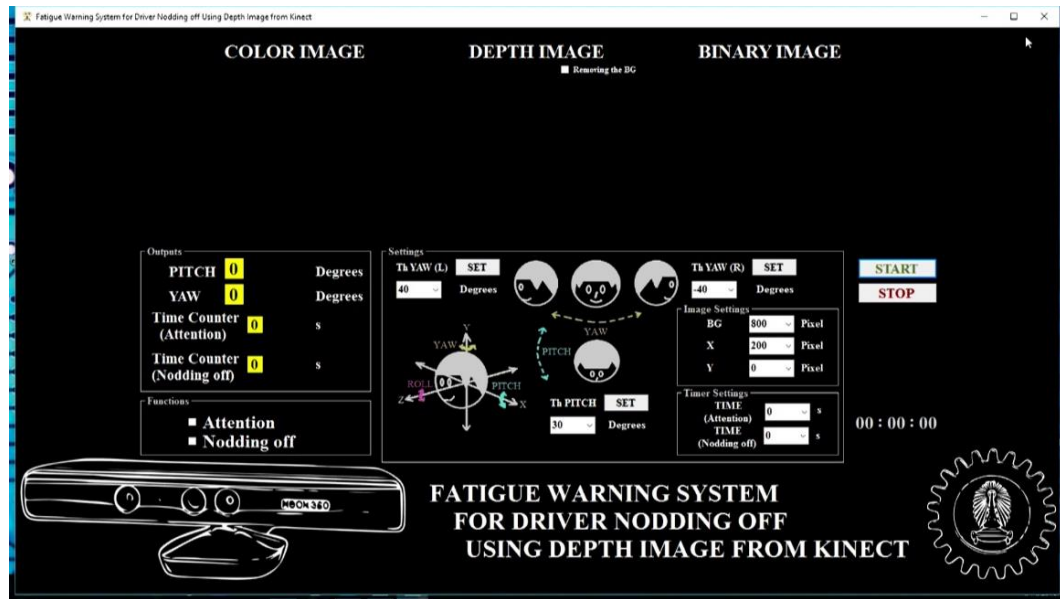 Fatigue Warning System for Driver Nodding off Using Depth Image from Kinect
COLOR IMAGE
DEPTH IMAGE
BINARY IMAGE
Removing the BG
Outputs
PITCH 0 Degrees
YAW 0 Degrees
Time Counter
(Attention) 0 s
Time Counter
(Nodding off) 0 s
Functions
Attention
Nodding off
Settings
Th YAW (L) SET
40 Degrees
Th YAW (R) SET
-40 Degrees
YAW
PITCH
Y
YAW
ROLL
PITCH
Z
X
Th PITCH SET
30 Degrees
Image Settings
BG 800 Pixel
X 200 Pixel
Y 0 Pixel
Timer Settings
TIME
(Attention) 0 s
TIME
(Nodding off) 0 s
START
STOP
00 : 00 : 00
XBOX 360
FATIGUE WARNING SYSTEM
FOR DRIVER NODDING OFF
USING DEPTH IMAGE FROM KINECT